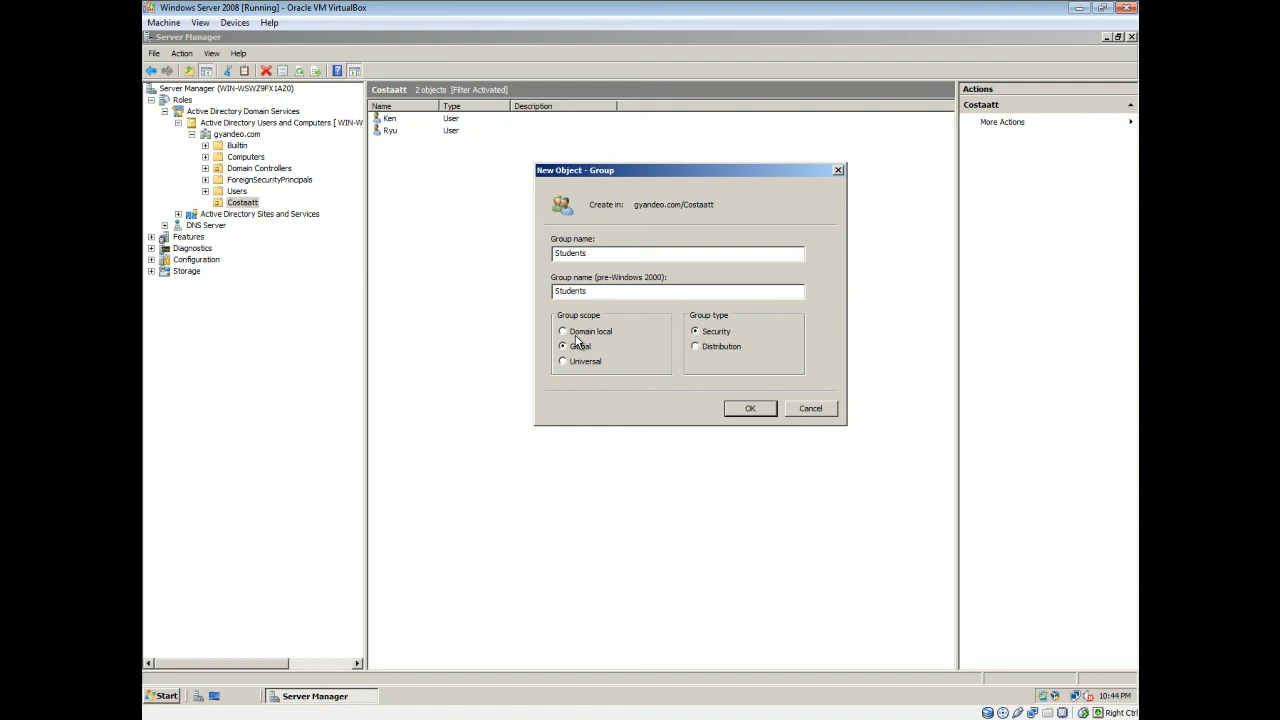 Windows Server 2008 [Running] - Oracle VM VirtualBox
Machine View Devices Help
Server Manager
File Action View Help
Server Manager (WIN-WSWZ9FX1AZ0)
Roles
Active Directory Domain Services
Active Directory Users and Computers [ WIN-W
gyandeo.com
Builtin
Computers
Domain Controllers
ForeignSecurityPrincipals
Users
Costaatt
Active Directory Sites and Services
DNS Server
Features
Diagnostics
Configuration
Storage
Costaatt 2 objects [Filter Activated]
Name Type Description
Ken User
Ryu User
New Object - Group
Create in: gyandeo.com/Costaatt
Group name:
Students
Group name (pre-Windows 2000):
Students
Group scope
Domain local
Global
Universal
Group type
Security
Distribution
OK Cancel
Actions
Costaatt
More Actions
Start Server Manager 10:44 PM
Right Ctrl